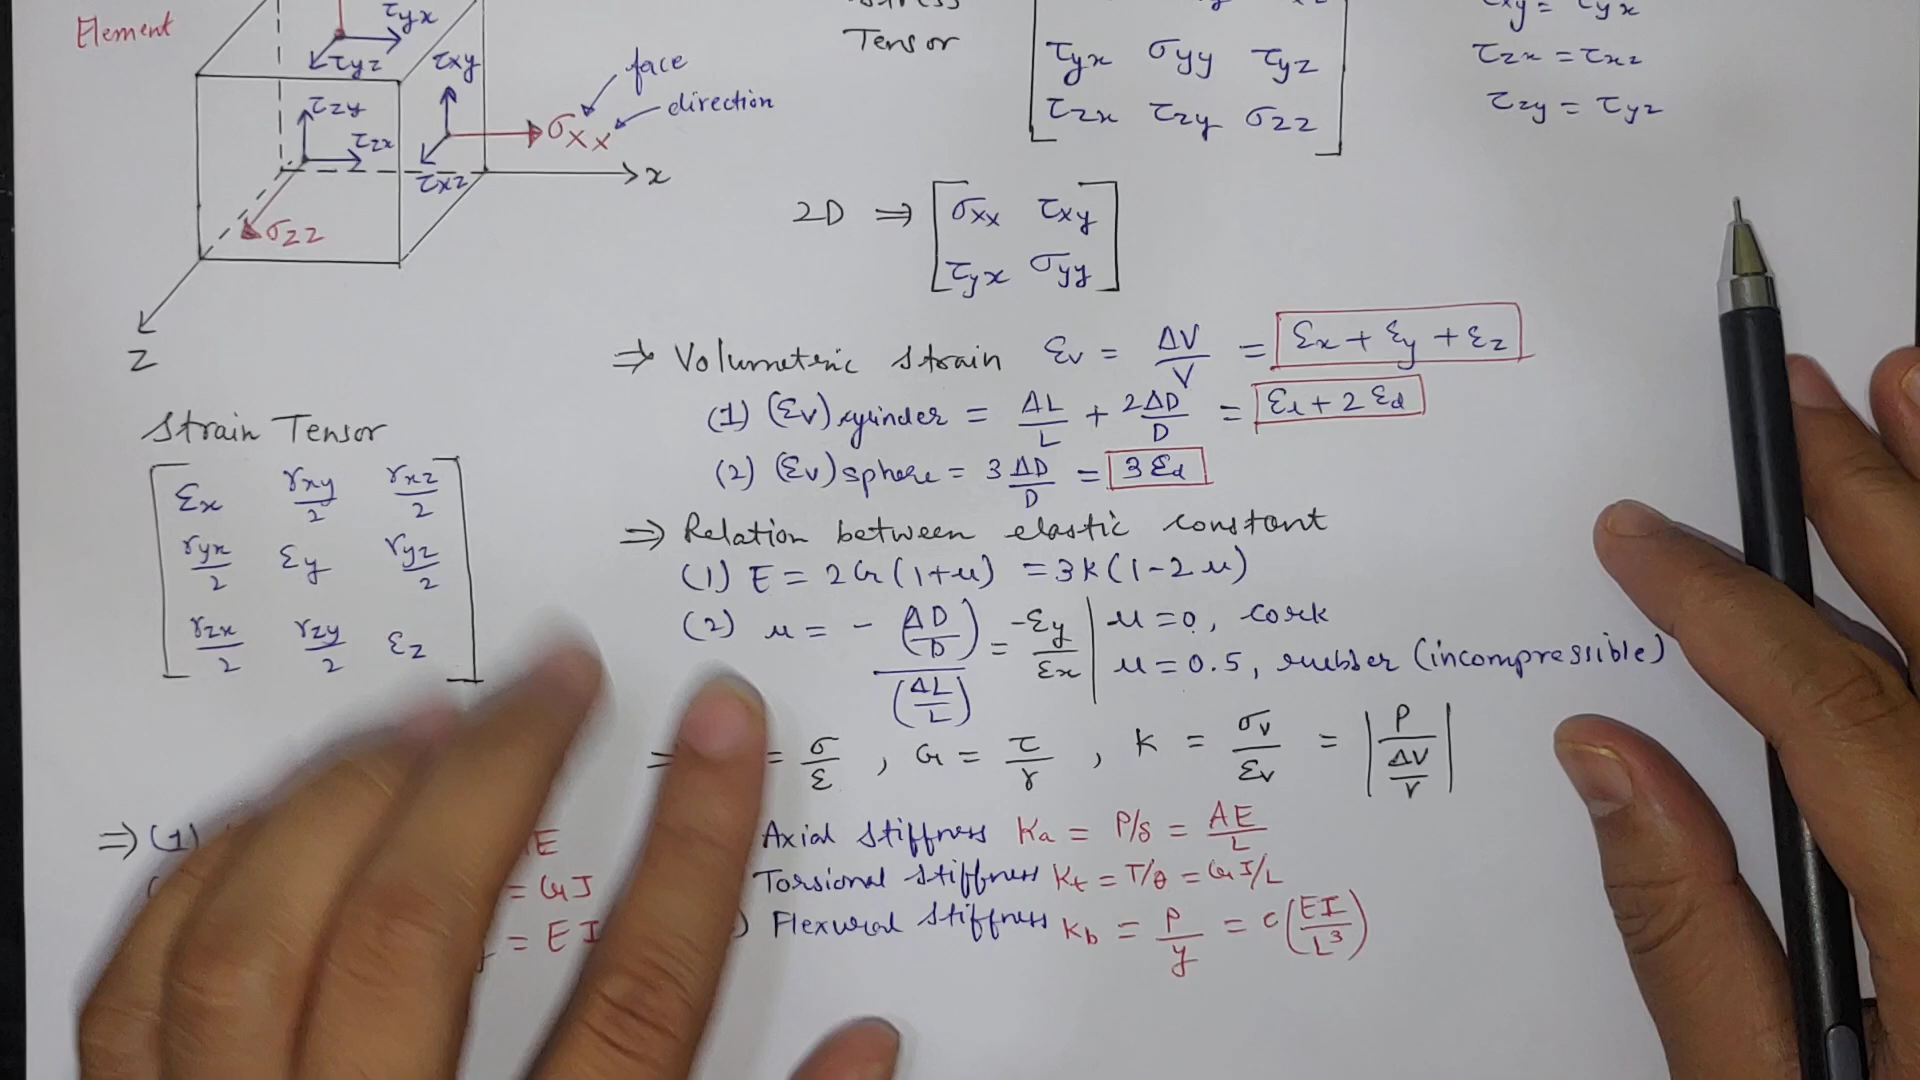 Element
τyx
τyz
τxy
face
direction
τzy
τzx
σxx
τxz
x
σzz
z
Tensor
τyx σyy τyz
τzx τzy σzz
τxy = τyx
τzx = τxz
τzy = τyz
2D ⇒ [σxx τxy
τyx σyy]
⇒ Volumetric strain εv = ΔV/V = εx + εy + εz
(1) (εv)cylinder = ΔL/L + 2ΔD/D = εl + 2εd
(2) (εv)sphere = 3ΔD/D = 3εd
Strain Tensor
εx γxy/2 γxz/2
γyx/2 εy γyz/2
γzx/2 γzy/2 εz
⇒ Relation between elastic constant
(1) E = 2G(1+μ) = 3K(1-2μ)
(2) μ = -(ΔD/D)/(ΔL/L) = -εy/εx | μ = 0, cork
μ = 0.5, rubber (incompressible)
= σ/ε , G = τ/γ , K = σv/εv = |P/(ΔV/V)|
⇒ (1) E Axial stiffness Ka = P/δ = AE/L
= GJ Torsional stiffness Kt = T/θ = GJ/L
= EI ) Flexural stiffness Kb = P/y = c(EI/L³)